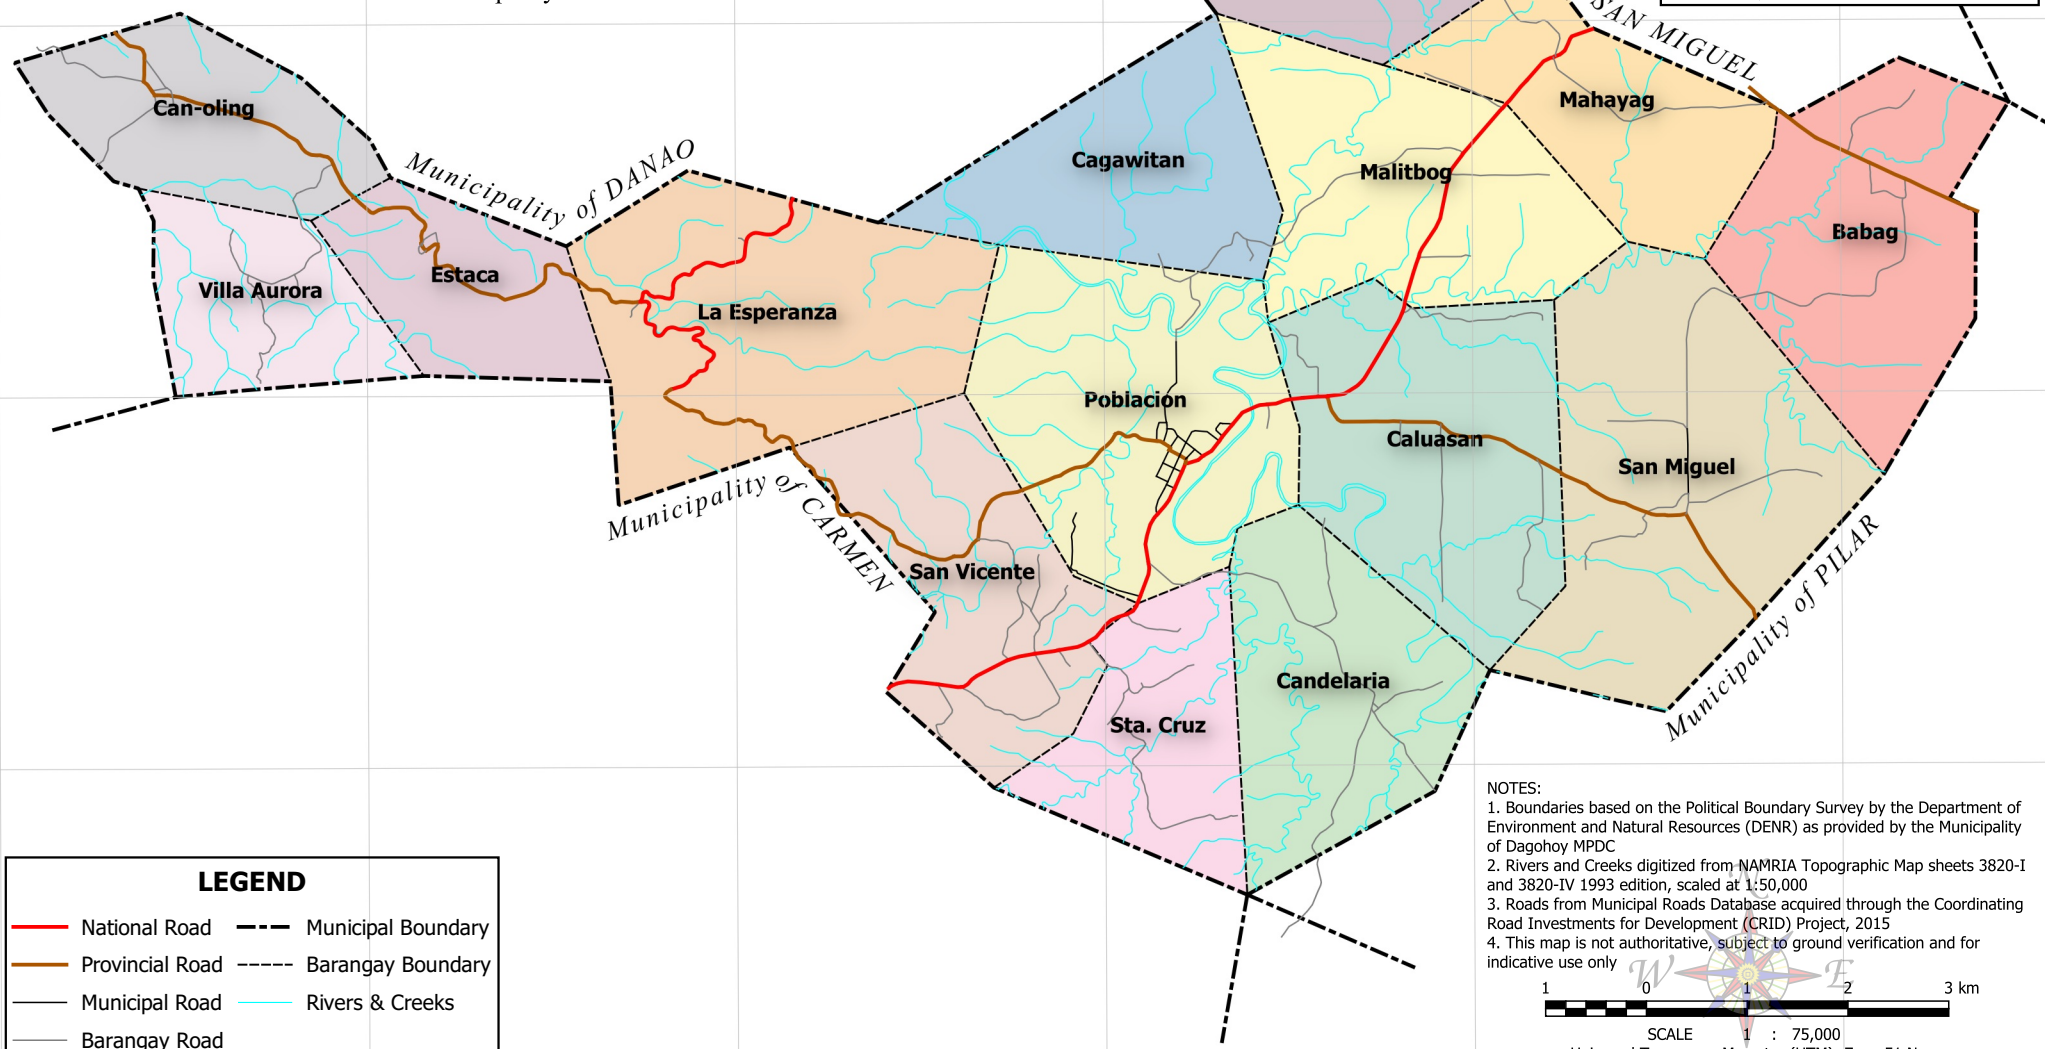 SAN MIGUEL
Can-oling
Mahayag
Municipality of DANAO
Cagawitan
Malitbog
Babag
Villa Aurora
Estaca
La Esperanza
Poblacion
Caluasan
San Miguel
Municipality of CARMEN
San Vicente
Municipality of PILAR
Candelaria
Sta. Cruz
NOTES:
1. Boundaries based on the Political Boundary Survey by the Department of
Environment and Natural Resources (DENR) as provided by the Municipality
of Dagohoy MPDC
2. Rivers and Creeks digitized from NAMRIA Topographic Map sheets 3820-I
and 3820-IV 1993 edition, scaled at 1:50,000
3. Roads from Municipal Roads Database acquired through the Coordinating
Road Investments for Development (CRID) Project, 2015
4. This map is not authoritative, subject to ground verification and for
indicative use only
N
W E
1 0 1 2 3 km
SCALE 1 : 75,000
LEGEND
National Road Municipal Boundary
Provincial Road Barangay Boundary
Municipal Road Rivers & Creeks
Barangay Road